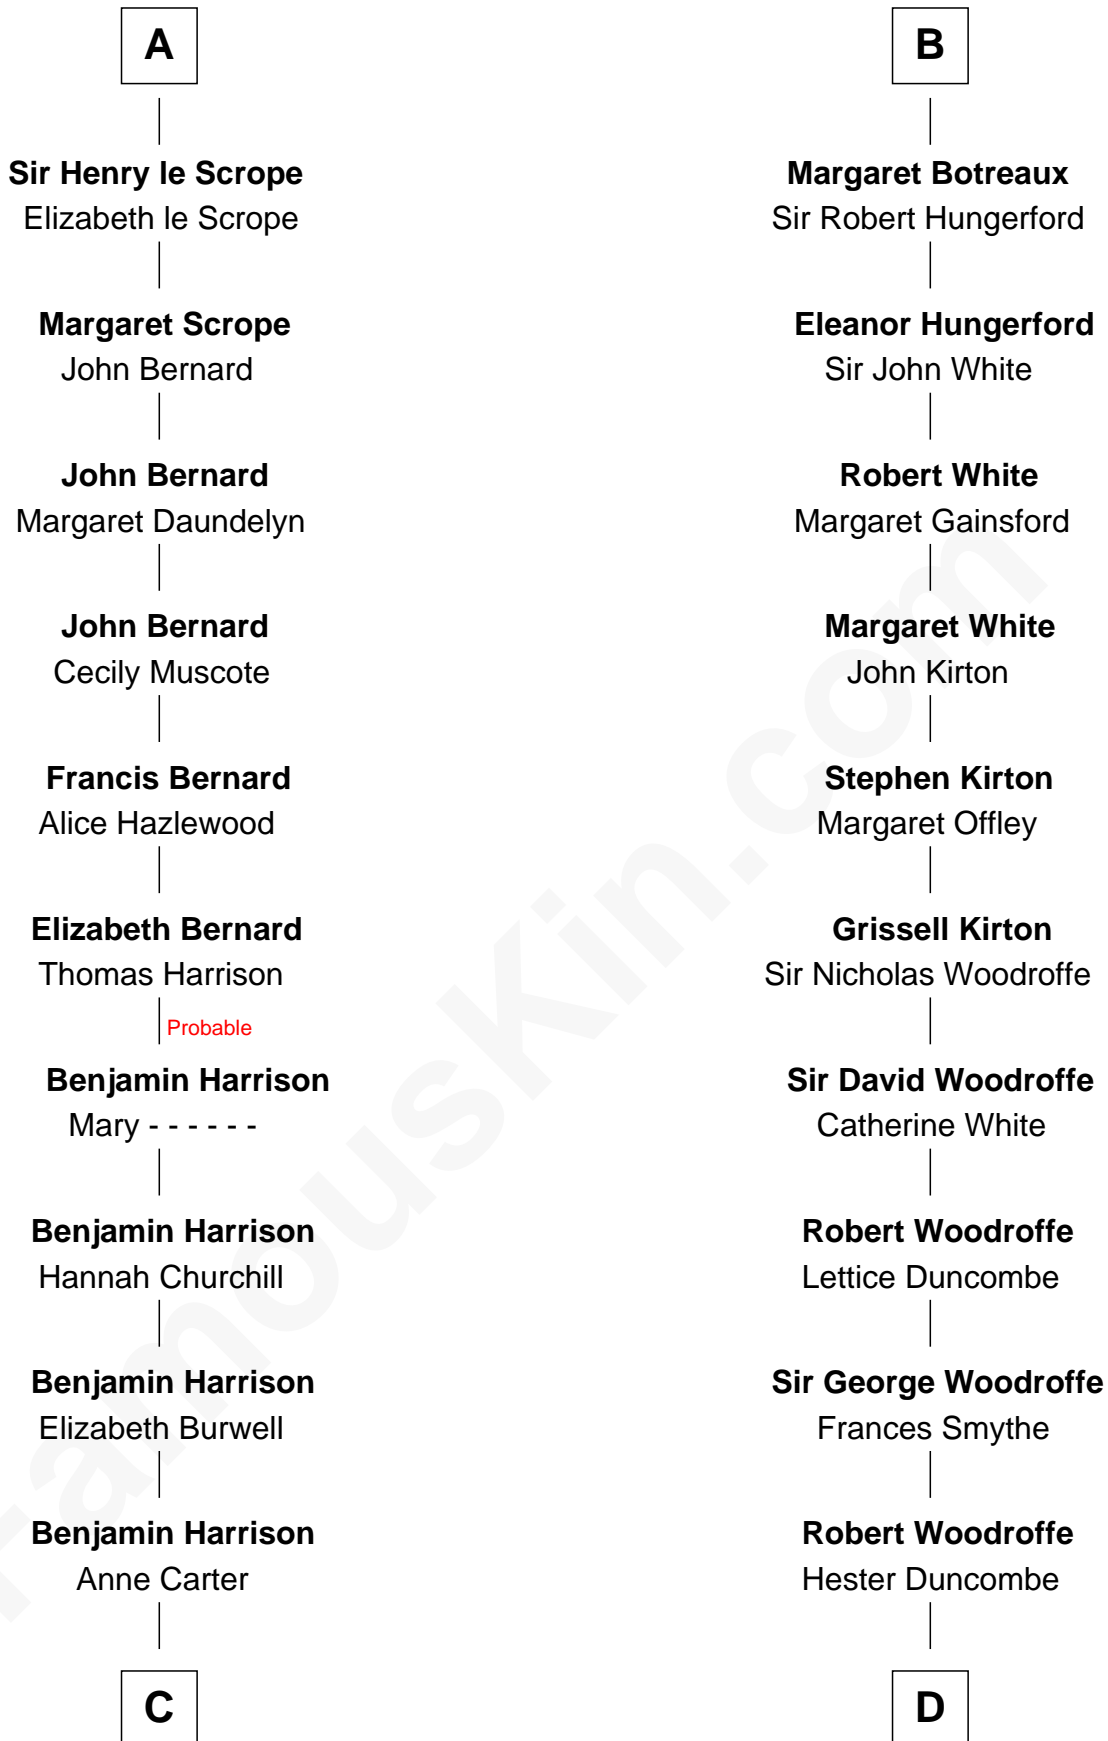 A
Sir Henry le Scrope
Elizabeth le Scrope
Margaret Scrope
John Bernard
John Bernard
Margaret Daundelyn
John Bernard
Cecily Muscote
Francis Bernard
Alice Hazlewood
Elizabeth Bernard
Thomas Harrison
Probable
Benjamin Harrison
Mary - - - - - -
Benjamin Harrison
Hannah Churchill
Benjamin Harrison
Elizabeth Burwell
Benjamin Harrison
Anne Carter
C
B
Margaret Botreaux
Sir Robert Hungerford
Eleanor Hungerford
Sir John White
Robert White
Margaret Gainsford
Margaret White
John Kirton
Stephen Kirton
Margaret Offley
Grissell Kirton
Sir Nicholas Woodroffe
Sir David Woodroffe
Catherine White
Robert Woodroffe
Lettice Duncombe
Sir George Woodroffe
Frances Smythe
Robert Woodroffe
Hester Duncombe
D
FamousKin.com